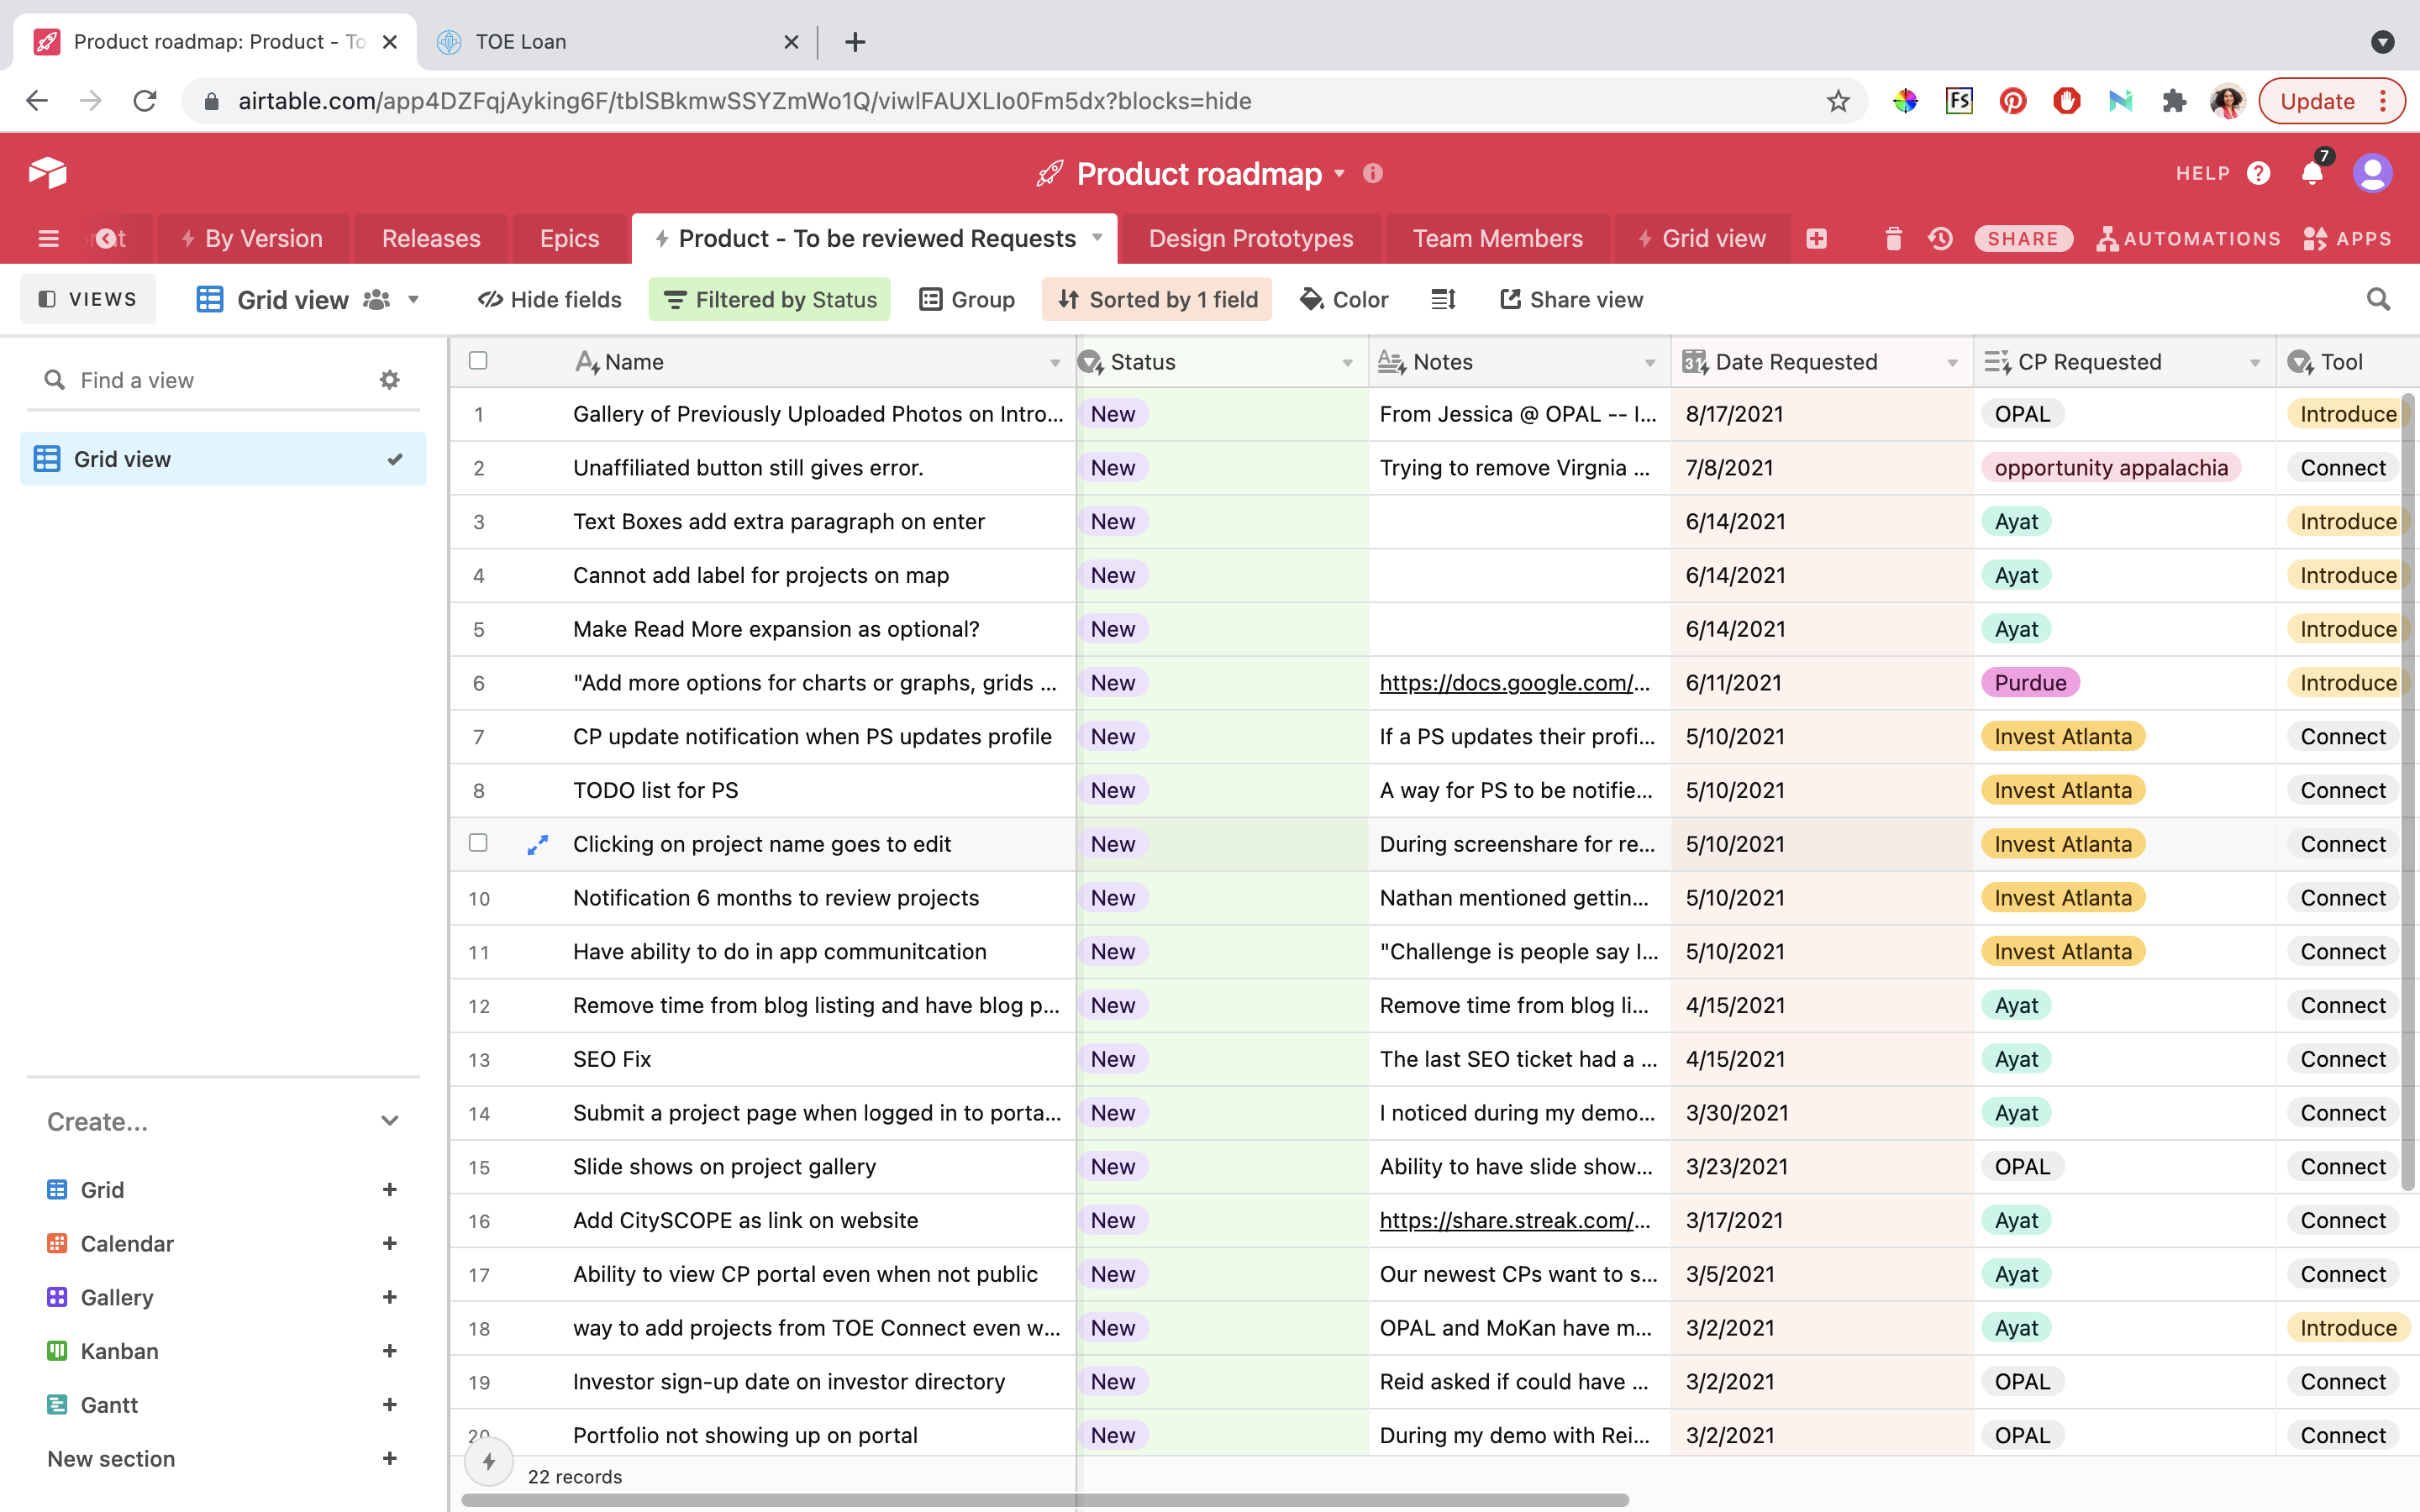 Product roadmap: Product - To
TOE Loan
airtable.com/app4DZFqjAyking6F/tblSBkmwSSYZmWo1Q/viwlFAUXLIo0Fm5dx?blocks=hide
FS
Update
Product roadmap
HELP
7
By Version
Releases
Epics
Product - To be reviewed Requests
Design Prototypes
Team Members
Grid view
SHARE
AUTOMATIONS
APPS
VIEWS
Grid view
Hide fields
Filtered by Status
Group
Sorted by 1 field
Color
Share view
Find a view
Grid view
Name Status Notes Date Requested CP Requested Tool
1 Gallery of Previously Uploaded Photos on Intro... New From Jessica @ OPAL -- I... 8/17/2021 OPAL Introduce
2 Unaffiliated button still gives error. New Trying to remove Virgnia ... 7/8/2021 opportunity appalachia Connect
3 Text Boxes add extra paragraph on enter New 6/14/2021 Ayat Introduce
4 Cannot add label for projects on map New 6/14/2021 Ayat Introduce
5 Make Read More expansion as optional? New 6/14/2021 Ayat Introduce
6 "Add more options for charts or graphs, grids ... New https://docs.google.com/... 6/11/2021 Purdue Introduce
7 CP update notification when PS updates profile New If a PS updates their profi... 5/10/2021 Invest Atlanta Connect
8 TODO list for PS New A way for PS to be notifie... 5/10/2021 Invest Atlanta Connect
Clicking on project name goes to edit New During screenshare for re... 5/10/2021 Invest Atlanta Connect
10 Notification 6 months to review projects New Nathan mentioned gettin... 5/10/2021 Invest Atlanta Connect
11 Have ability to do in app communitcation New "Challenge is people say I... 5/10/2021 Invest Atlanta Connect
12 Remove time from blog listing and have blog p... New Remove time from blog li... 4/15/2021 Ayat Connect
13 SEO Fix New The last SEO ticket had a ... 4/15/2021 Ayat Connect
14 Submit a project page when logged in to porta... New I noticed during my demo... 3/30/2021 Ayat Connect
15 Slide shows on project gallery New Ability to have slide show... 3/23/2021 OPAL Connect
16 Add CitySCOPE as link on website New https://share.streak.com/... 3/17/2021 Ayat Connect
17 Ability to view CP portal even when not public New Our newest CPs want to s... 3/5/2021 Ayat Connect
18 way to add projects from TOE Connect even w... New OPAL and MoKan have m... 3/2/2021 Ayat Introduce
19 Investor sign-up date on investor directory New Reid asked if could have ... 3/2/2021 OPAL Connect
20 Portfolio not showing up on portal New During my demo with Rei... 3/2/2021 OPAL Connect
22 records
Create...
Grid
Calendar
Gallery
Kanban
Gantt
New section